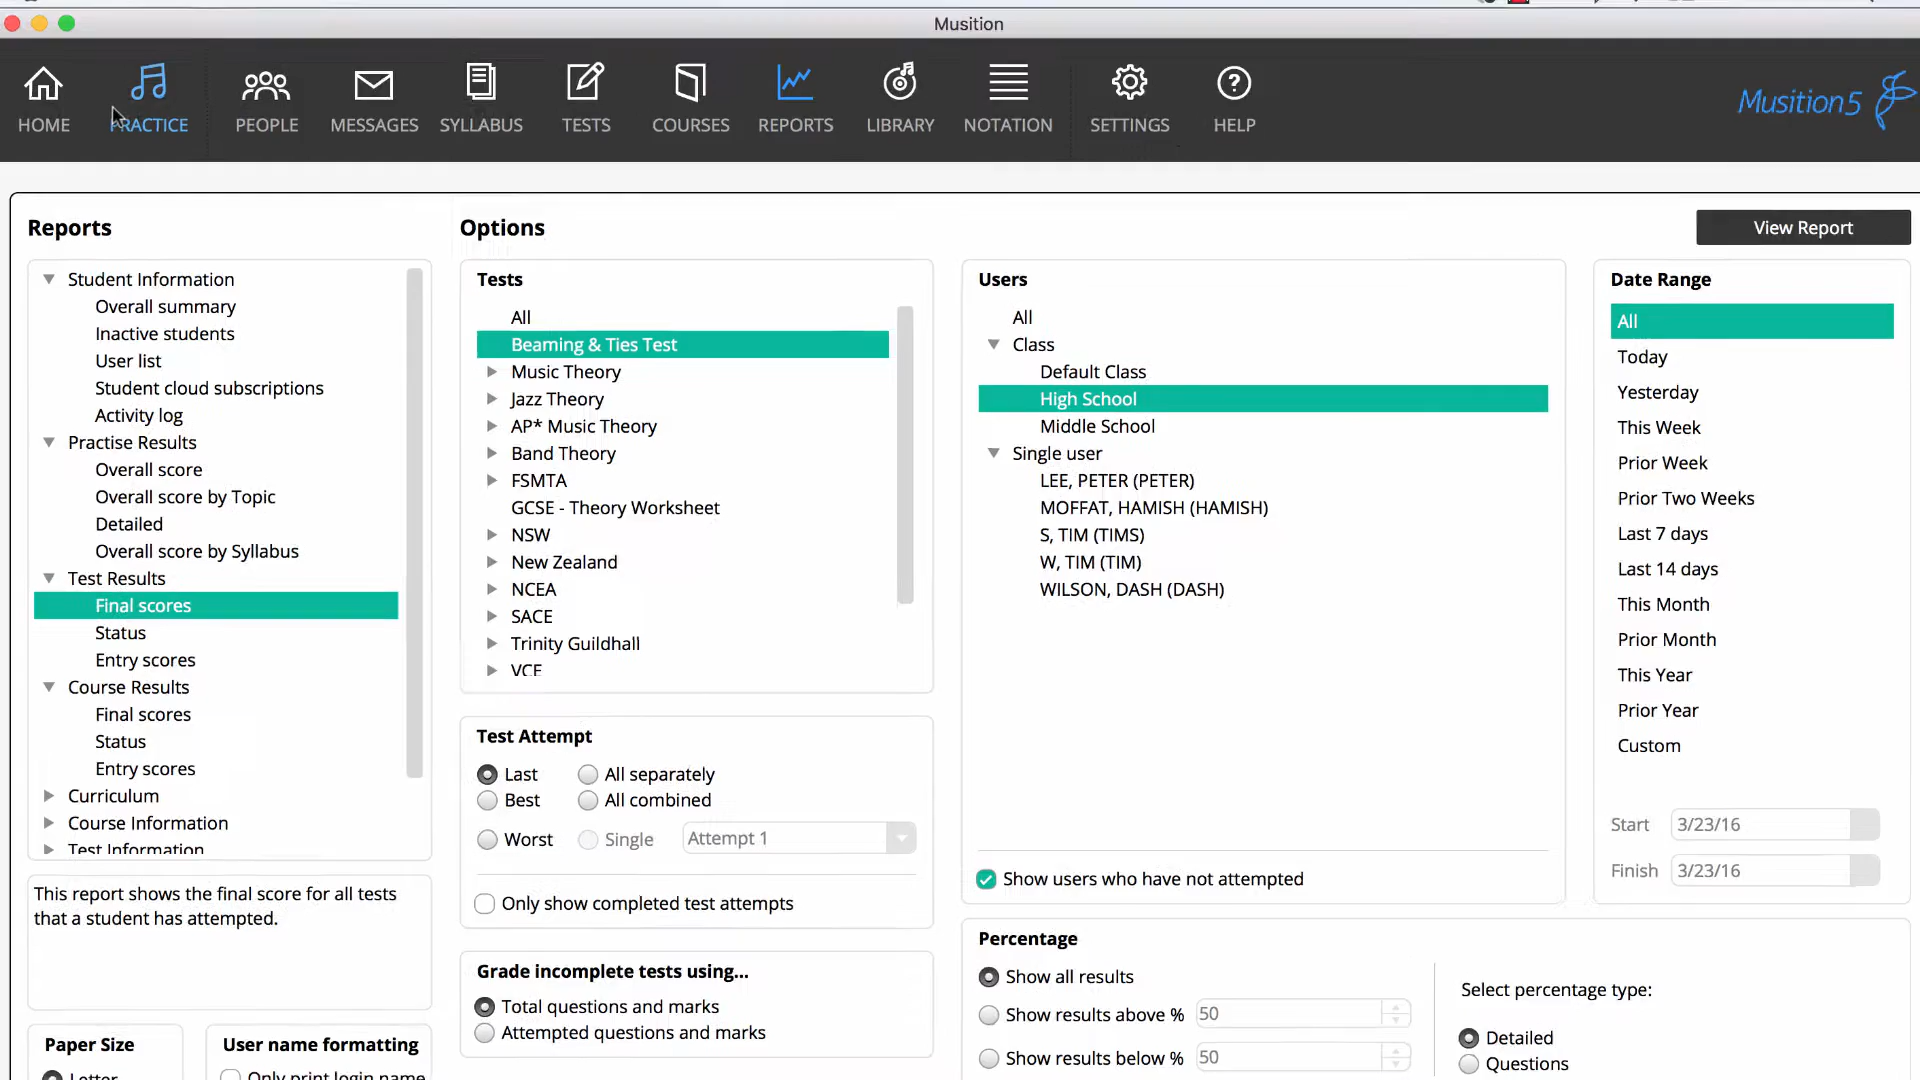 Musition
HOME
PRACTICE
PEOPLE
MESSAGES
SYLLABUS
TESTS
COURSES
REPORTS
LIBRARY
NOTATION
SETTINGS
HELP
Musition5
Reports
Student Information
Overall summary
Inactive students
User list
Student cloud subscriptions
Activity log
Practise Results
Overall score
Overall score by Topic
Detailed
Overall score by Syllabus
Test Results
Final scores
Status
Entry scores
Course Results
Final scores
Status
Entry scores
Curriculum
Course Information
Test Information
This report shows the final score for all tests
that a student has attempted.
Paper Size
Letter
User name formatting
Only print login name
Options
Tests
All
Beaming & Ties Test
Music Theory
Jazz Theory
AP* Music Theory
Band Theory
FSMTA
GCSE - Theory Worksheet
NSW
New Zealand
NCEA
SACE
Trinity Guildhall
VCE
Test Attempt
Last
All separately
Best
All combined
Worst
Single
Attempt 1
Only show completed test attempts
Grade incomplete tests using...
Total questions and marks
Attempted questions and marks
Users
All
Class
Default Class
High School
Middle School
Single user
LEE, PETER (PETER)
MOFFAT, HAMISH (HAMISH)
S, TIM (TIMS)
W, TIM (TIM)
WILSON, DASH (DASH)
Show users who have not attempted
Percentage
Show all results
Show results above %
50
Show results below %
50
Select percentage type:
Detailed
Questions
View Report
Date Range
All
Today
Yesterday
This Week
Prior Week
Prior Two Weeks
Last 7 days
Last 14 days
This Month
Prior Month
This Year
Prior Year
Custom
Start
3/23/16
Finish
3/23/16